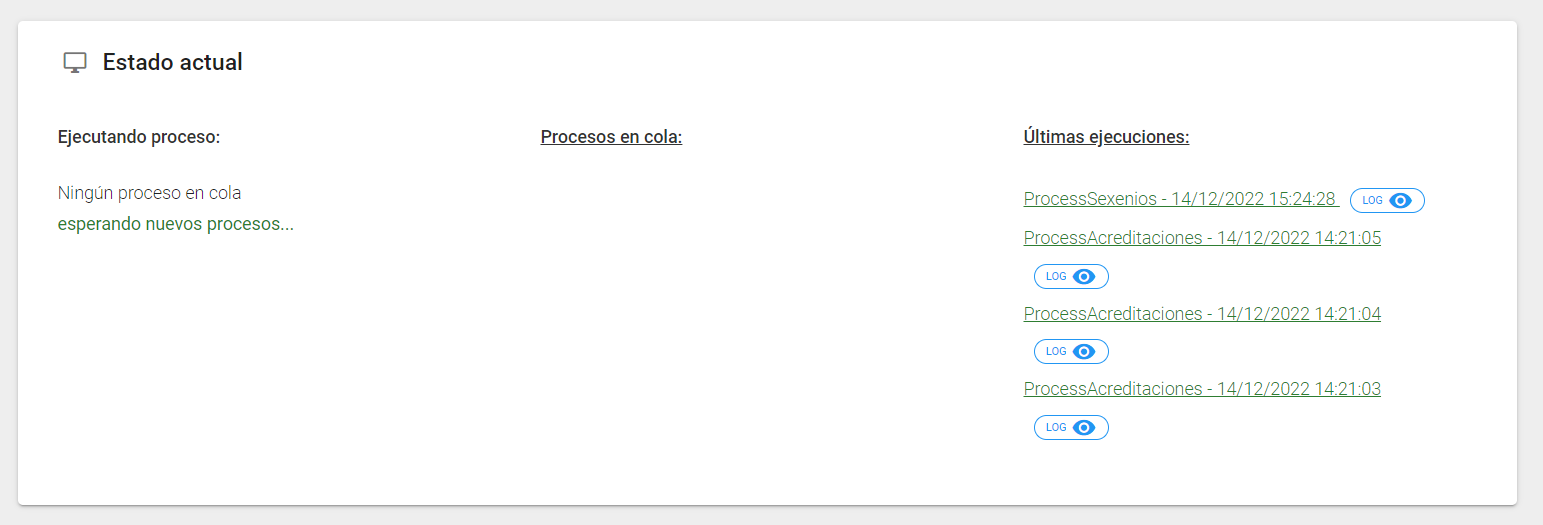 Estado actual
Ejecutando proceso:
Ningún proceso en cola
esperando nuevos procesos...
Procesos en cola:
Últimas ejecuciones:
ProcessSexenios - 14/12/2022 15:24:28 LOG
ProcessAcreditaciones - 14/12/2022 14:21:05
LOG
ProcessAcreditaciones - 14/12/2022 14:21:04
LOG
ProcessAcreditaciones - 14/12/2022 14:21:03
LOG